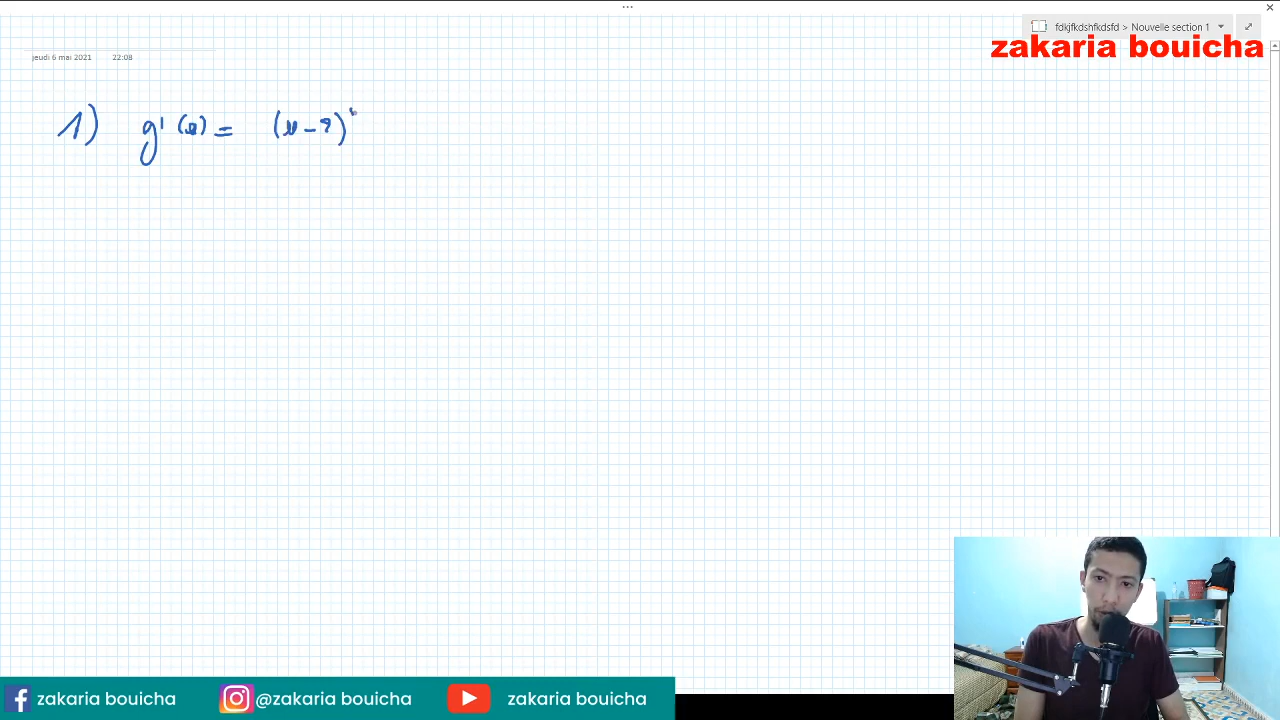 fdkjfkdshfkdsfd > Nouvelle section 1
zakaria bouicha
jeudi 6 mai 2021 22:08
1) g'(x) = (x - 2)'
zakaria bouicha @zakaria bouicha zakaria bouicha